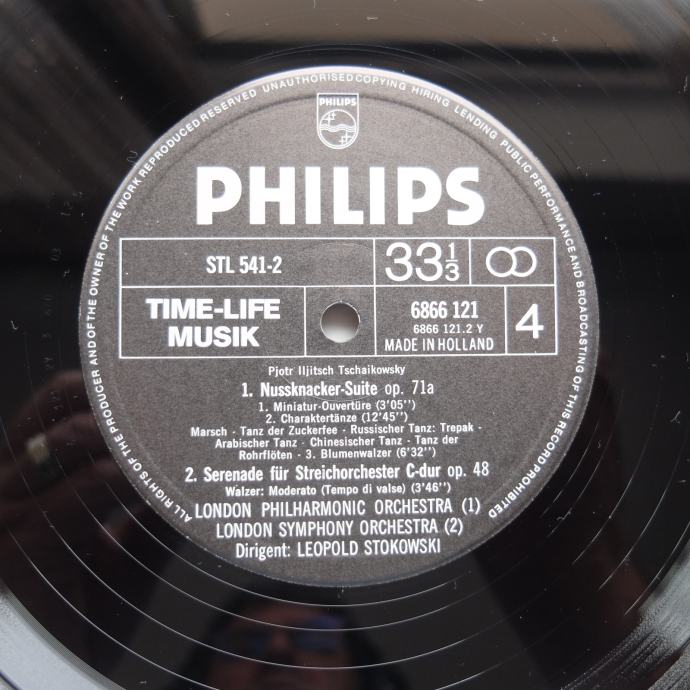 ALL RIGHTS OF THE PRODUCER AND OF THE OWNER OF THE WORK REPRODUCED RESERVED UNAUTHORISED COPYING HIRING LENDING PUBLIC PERFORMANCE AND BROADCASTING OF THIS RECORD PROHIBITED
PHILIPS
PHILIPS
STL 541-2
33 1/3
TIME-LIFE
MUSIK
6866 121
6866 121.2 Y
MADE IN HOLLAND
4
Pjotr Iljitsch Tschaikowsky
1. Nussknacker-Suite op. 71a
1. Miniatur-Ouvertüre (3'05'')
2. Charaktertänze (12'45'')
Marsch - Tanz der Zuckerfee - Russischer Tanz: Trepak -
Arabischer Tanz - Chinesischer Tanz - Tanz der
Rohrflöten - 3. Blumenwalzer (6'32'')
2. Serenade für Streichorchester C-dur op. 48
Walzer: Moderato (Tempo di valse) (3'46'')
LONDON PHILHARMONIC ORCHESTRA (1)
LONDON SYMPHONY ORCHESTRA (2)
Dirigent: LEOPOLD STOKOWSKI